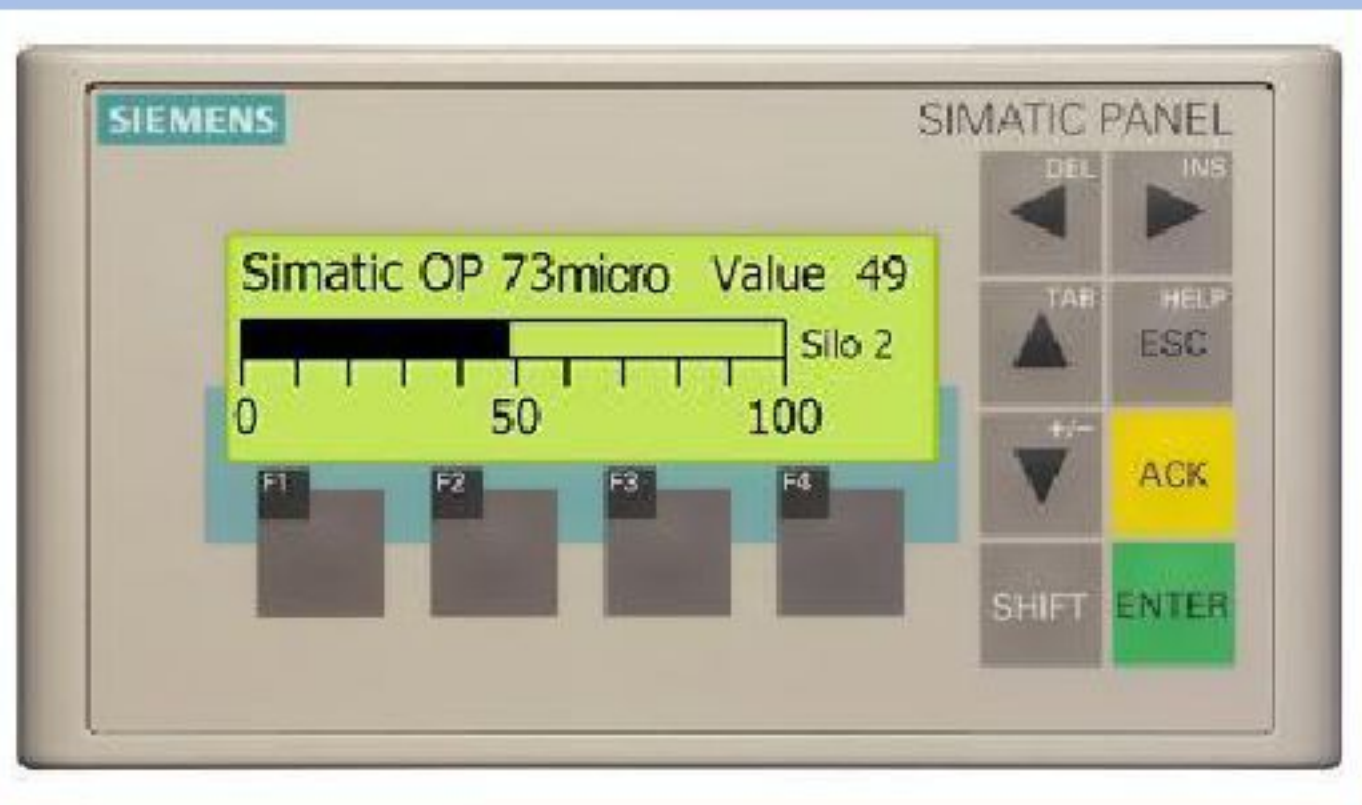 SIEMENS
SIMATIC PANEL
DEL
INS
Simatic OP 73micro Value 49
Silo 2
0 50 100
TAB
HELP
ESC
+/-
ACK
F1 F2 F3 F4
SHIFT
ENTER